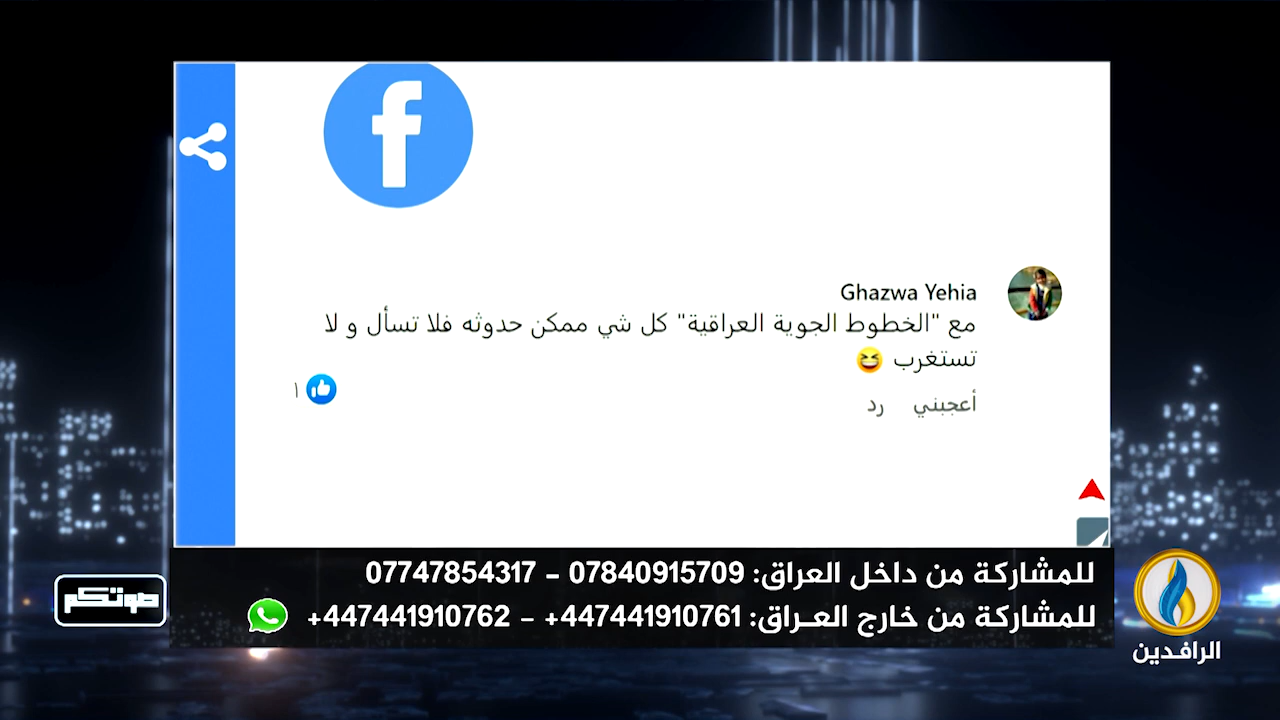 f
Ghazwa Yehia
مع "الخطوط الجوية العراقية" كل شي ممكن حدوثه فلا تسأل و لا
تستغرب 😆
أعجبني رد
١
للمشاركة من داخل العراق: 07840915709 - 07747854317
للمشاركة من خارج العـراق: 447441910761+ - 447441910762+
صوتكم
الرافدين